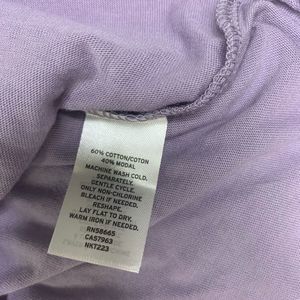 60% COTTON/COTON
40% MODAL
MACHINE WASH COLD.
SEPARATELY.
GENTLE CYCLE.
ONLY NON-CHLORINE
BLEACH IF NEEDED.
RESHAPE.
LAY FLAT TO DRY.
WARM IRON IF NEEDED.
RN58665
CA57963
NKT223